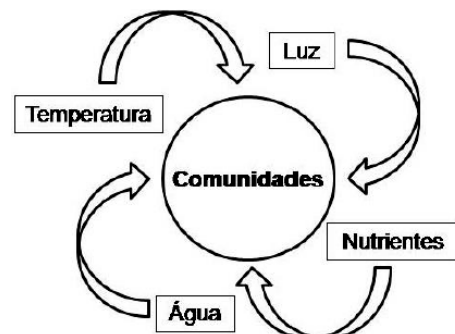 Luz
Temperatura
Comunidades
Nutrientes
Água